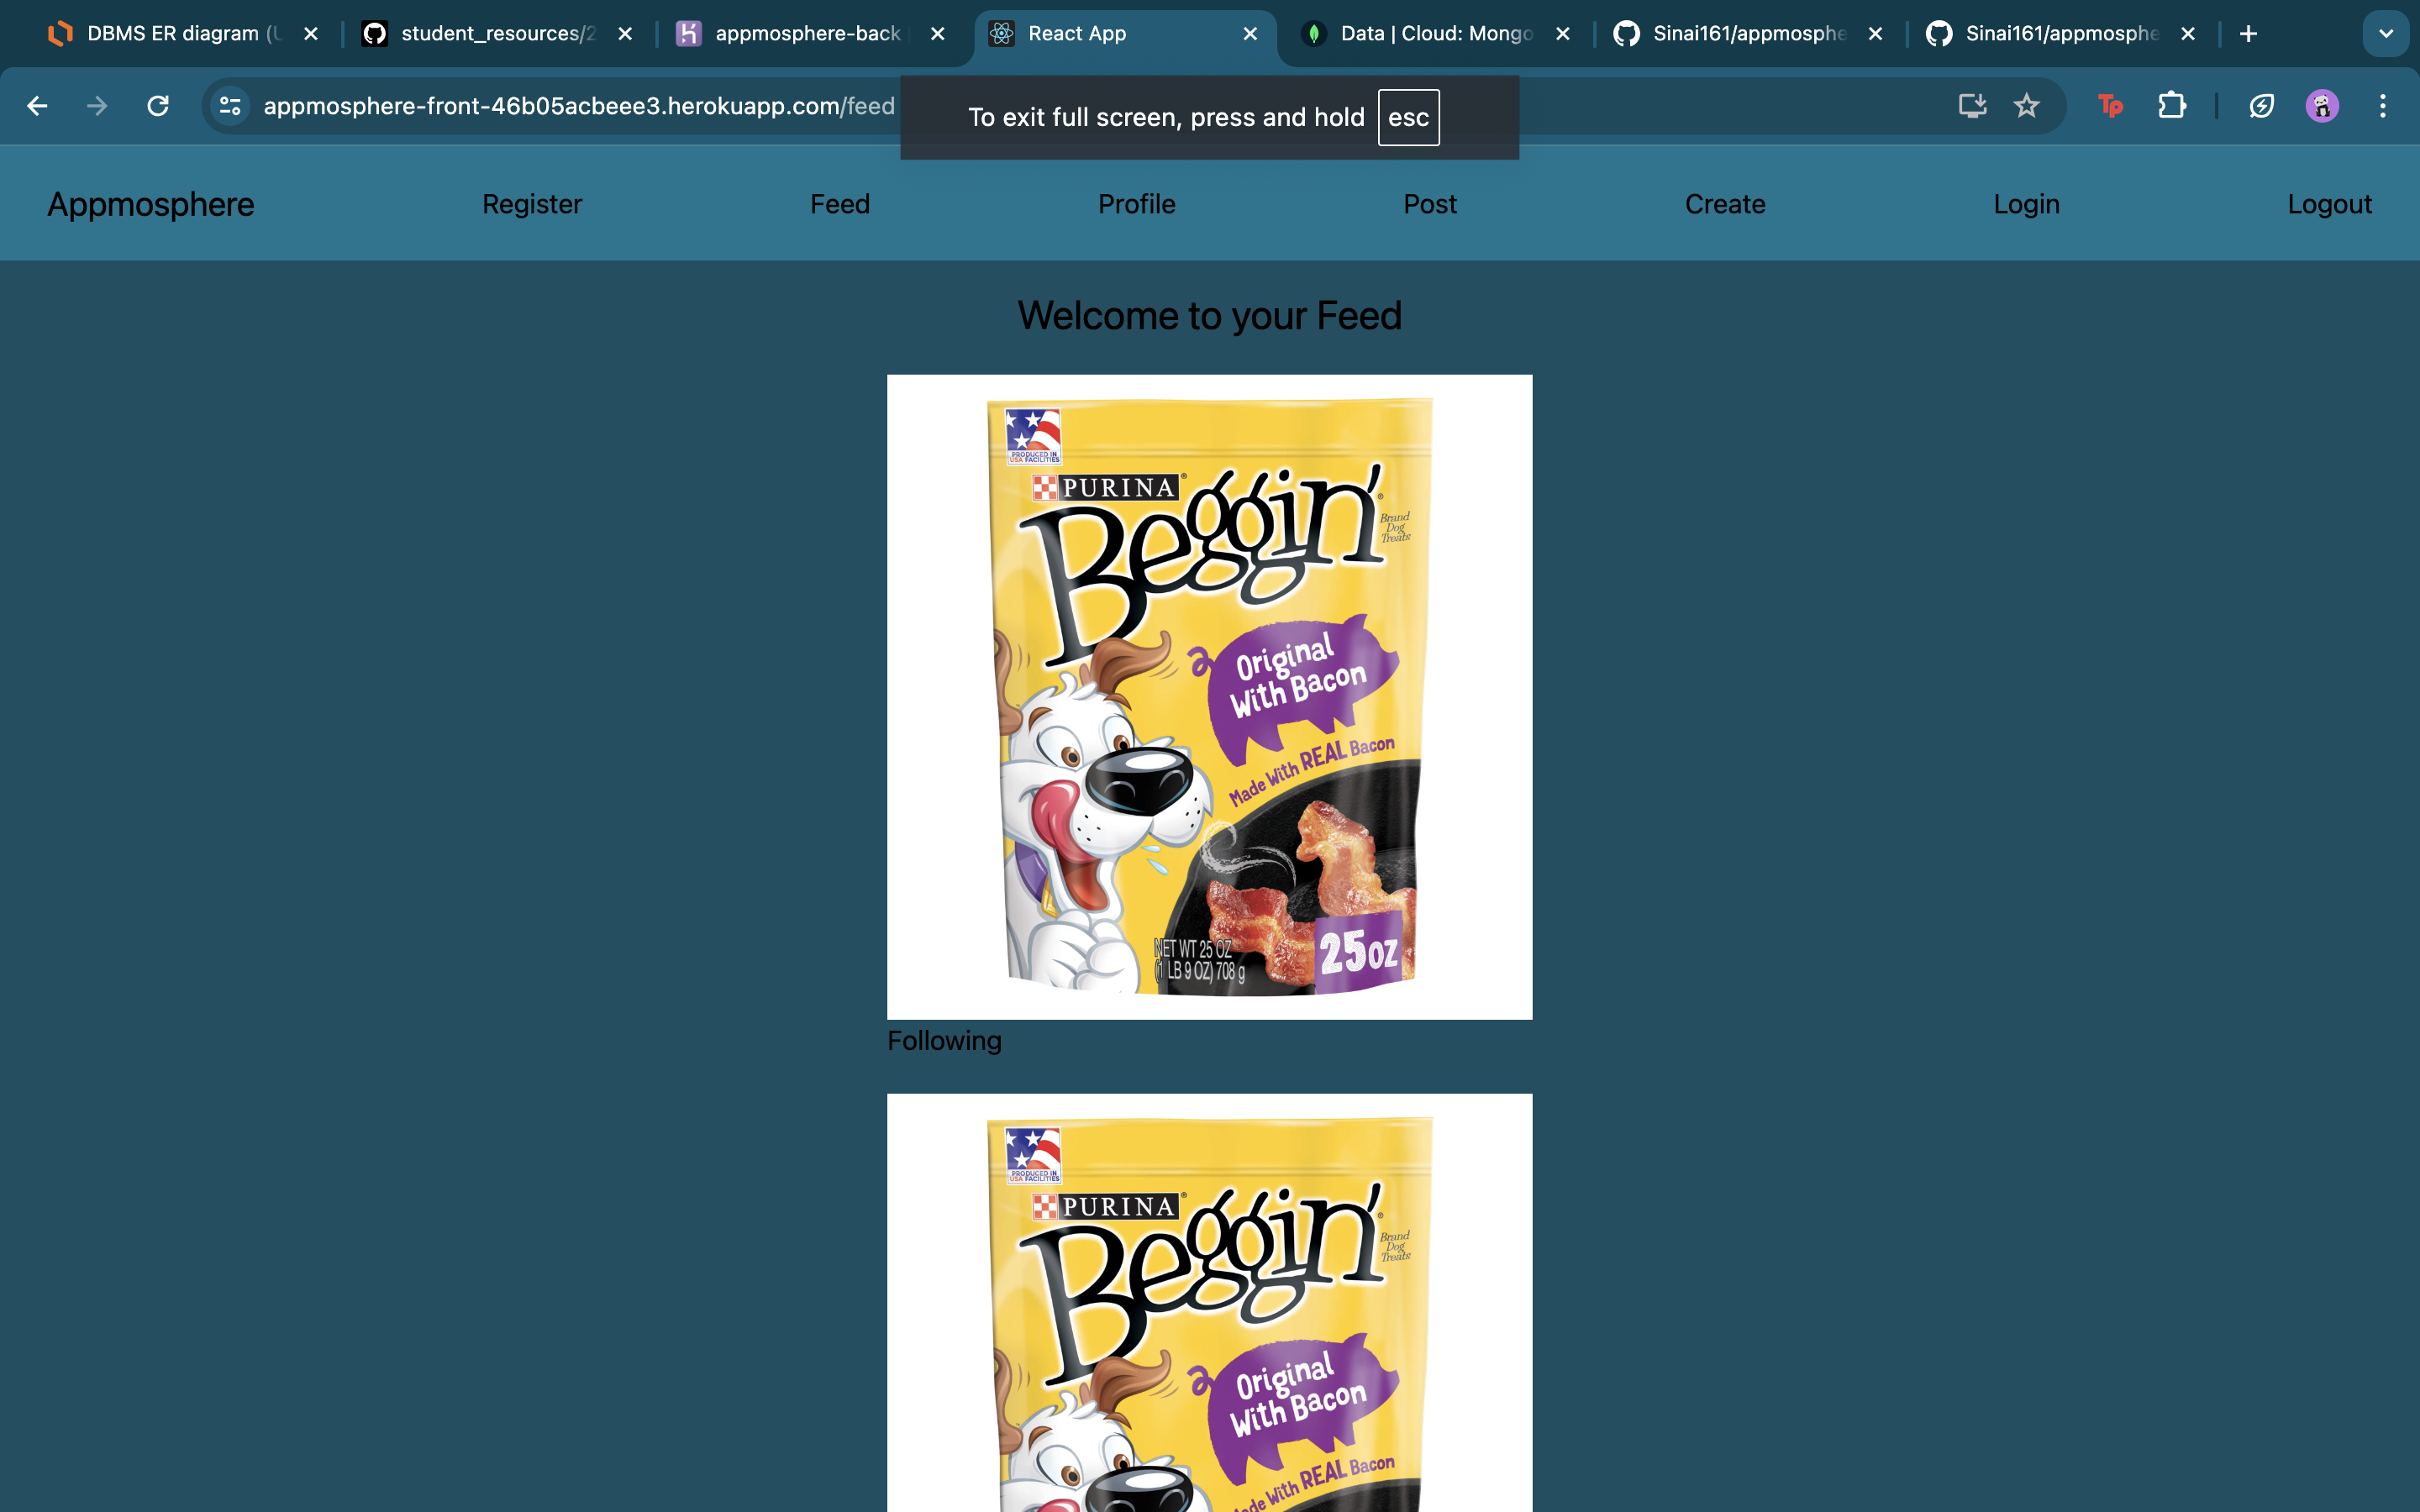 DBMS ER diagram (U
student_resources/2
appmosphere-back
React App
Data | Cloud: Mongo
Sinai161/appmosphe
Sinai161/appmosphe
appmosphere-front-46b05acbeee3.herokuapp.com/feed
Tp
To exit full screen, press and hold esc
Appmosphere Register Feed Profile Post Create Login Logout
Welcome to your Feed
PRODUCED IN
USA FACILITIES
PURINA
Beggin'
Brand
Dog
Treats
Original
With Bacon
Made With REAL Bacon
NET WT 25 OZ
(1 LB 9 OZ) 708 g
25oz
Following
PRODUCED IN
USA FACILITIES
PURINA
Beggin'
Brand
Dog
Treats
Original
With Bacon
Made With REAL Bacon